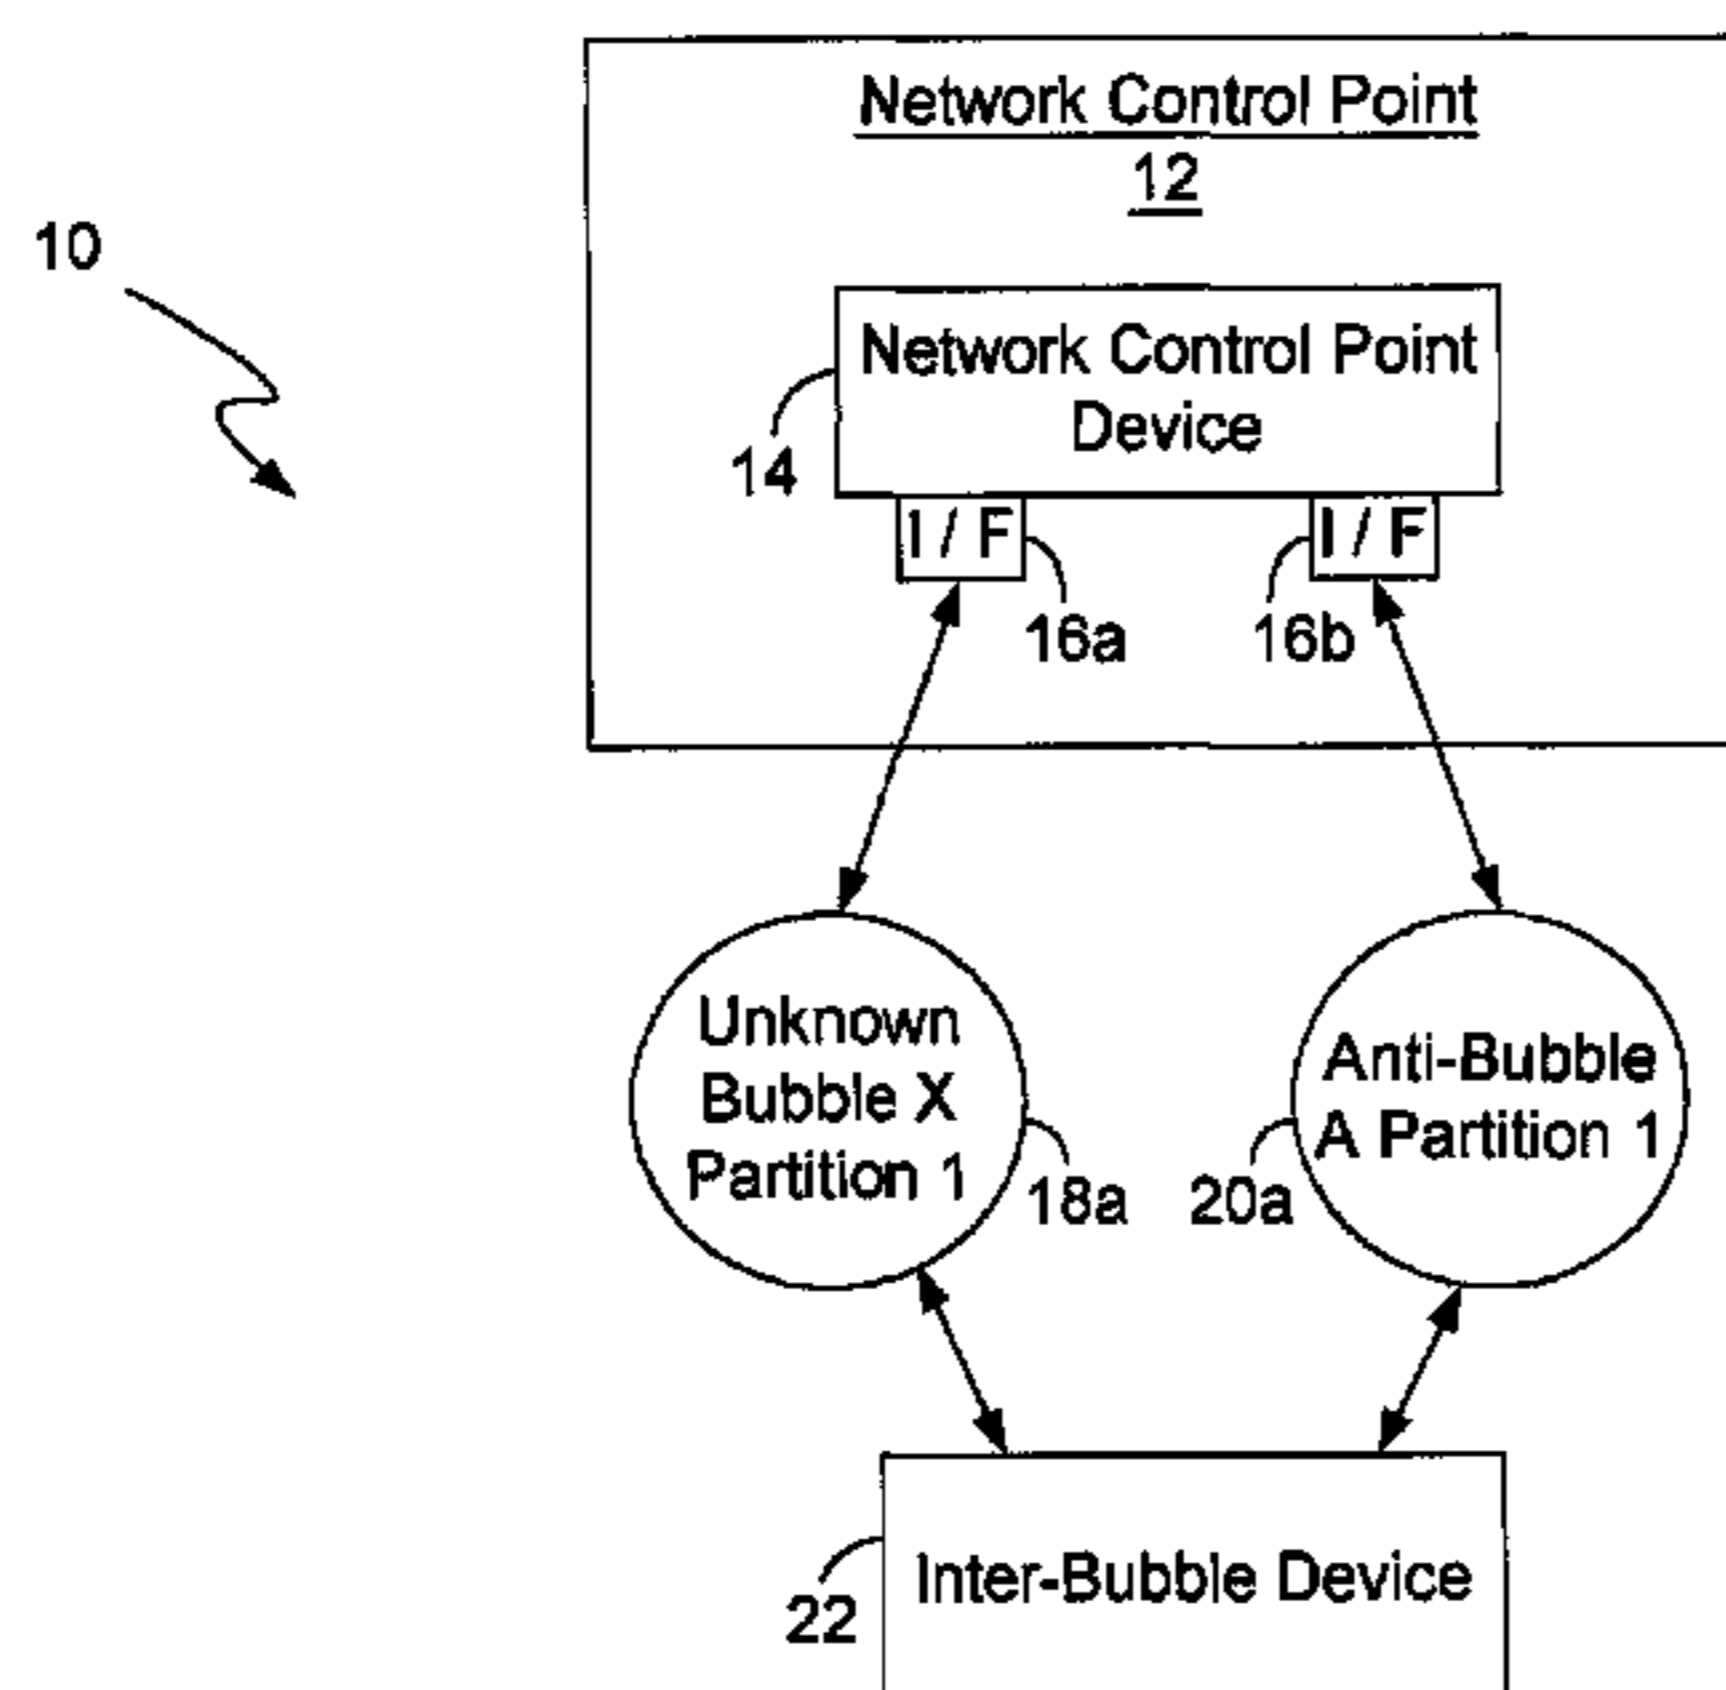 Network Control Point
12
10
Network Control Point
Device
14
I / F
I / F
16a
16b
Unknown
Bubble X
Partition 1
Anti-Bubble
A Partition 1
18a
20a
Inter-Bubble Device
22